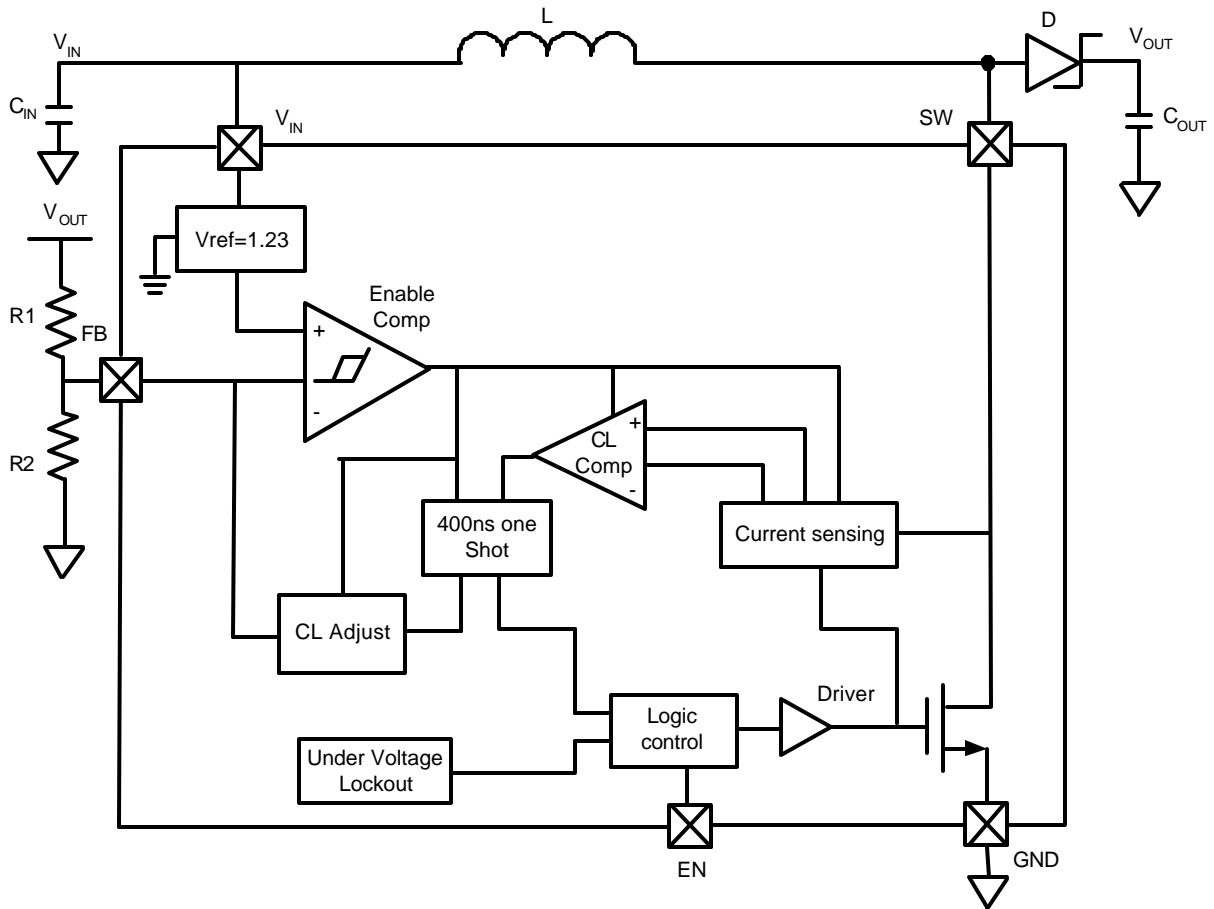 L
D
VIN
VOUT
CIN
VIN
SW
COUT
VOUT
Vref=1.23
R1
FB
Enable
Comp
+
-
R2
CL
Comp
+
-
400ns one
Shot
Current sensing
CL Adjust
Driver
Logic
control
Under Voltage
Lockout
EN
GND